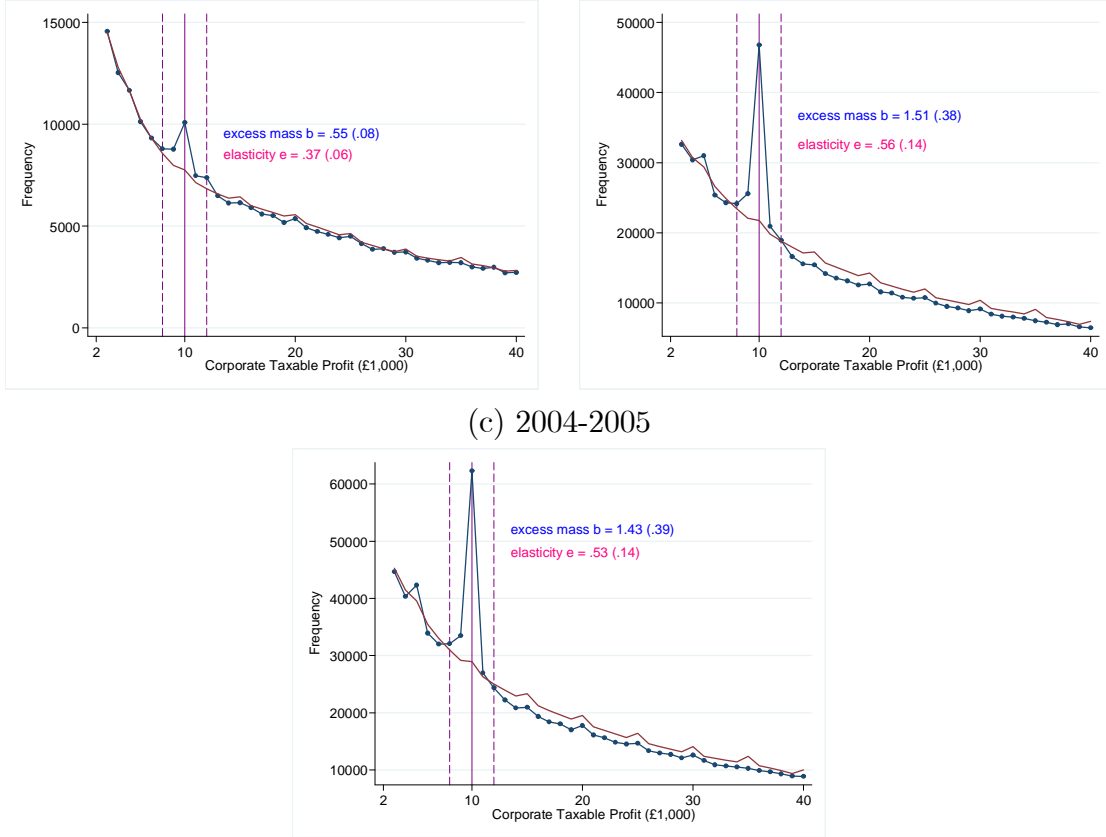 15000
10000
5000
0
Frequency
excess mass b = .55 (.08)
elasticity e = .37 (.06)
2 10 20 30 40
Corporate Taxable Profit (£1,000)
50000
40000
30000
20000
10000
Frequency
excess mass b = 1.51 (.38)
elasticity e = .56 (.14)
2 10 20 30 40
Corporate Taxable Profit (£1,000)
(c) 2004-2005
60000
50000
40000
30000
20000
10000
Frequency
excess mass b = 1.43 (.39)
elasticity e = .53 (.14)
2 10 20 30 40
Corporate Taxable Profit (£1,000)